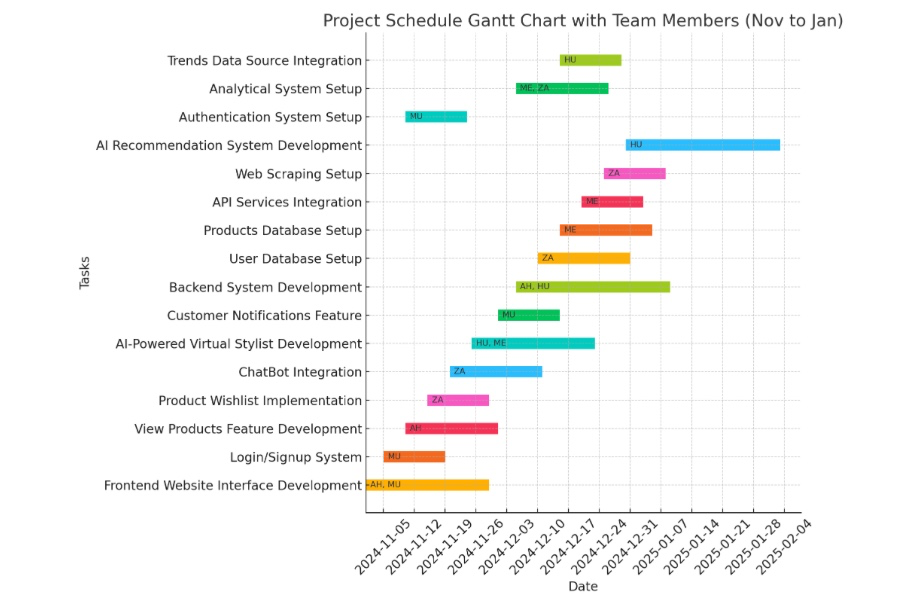 Project Schedule Gantt Chart with Team Members (Nov to Jan)
Trends Data Source Integration
HU
Analytical System Setup
ME, ZA
Authentication System Setup
MU
AI Recommendation System Development
HU
Web Scraping Setup
ZA
API Services Integration
ME
Products Database Setup
ME
User Database Setup
ZA
Tasks
Backend System Development
AH, HU
Customer Notifications Feature
MU
AI-Powered Virtual Stylist Development
HU, ME
ChatBot Integration
ZA
Product Wishlist Implementation
ZA
View Products Feature Development
AH
Login/Signup System
MU
Frontend Website Interface Development
AH, MU
2024-11-05
2024-11-12
2024-11-19
2024-11-26
2024-12-03
2024-12-10
2024-12-17
2024-12-24
2024-12-31
2025-01-07
2025-01-14
2025-01-21
2025-01-28
2025-02-04
Date